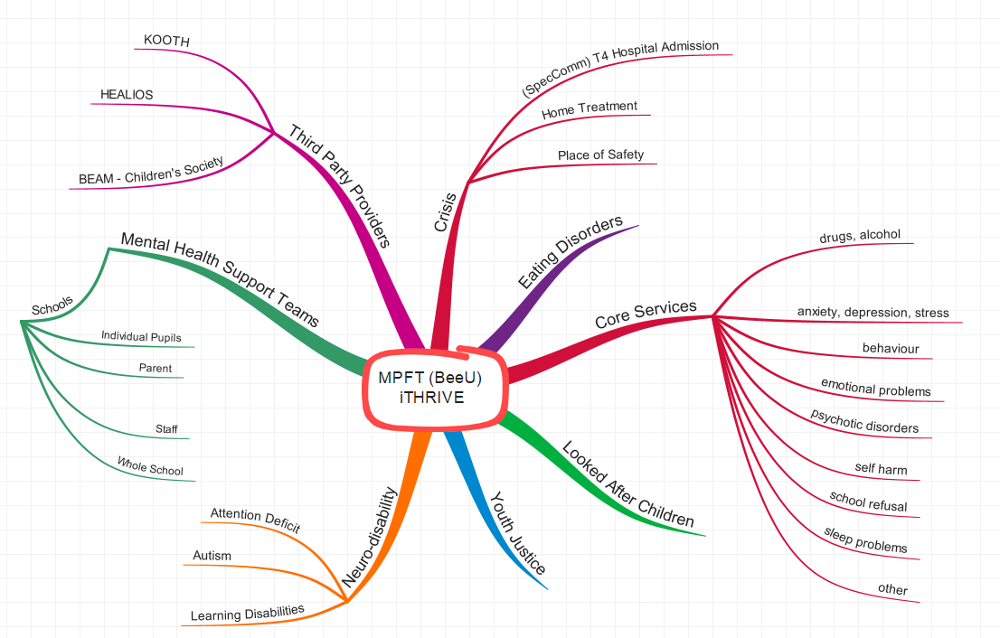 MPFT (BeeU)
iTHRIVE
Third Party Providers
KOOTH
HEALIOS
BEAM - Children's Society
Crisis
(SpecComm) T4 Hospital Admission
Home Treatment
Place of Safety
Eating Disorders
Core Services
drugs, alcohol
anxiety, depression, stress
behaviour
emotional problems
psychotic disorders
self harm
school refusal
sleep problems
other
Looked After Children
Youth Justice
Neuro-disability
Attention Deficit
Autism
Learning Disabilities
Mental Health Support Teams
Schools
Individual Pupils
Parent
Staff
Whole School